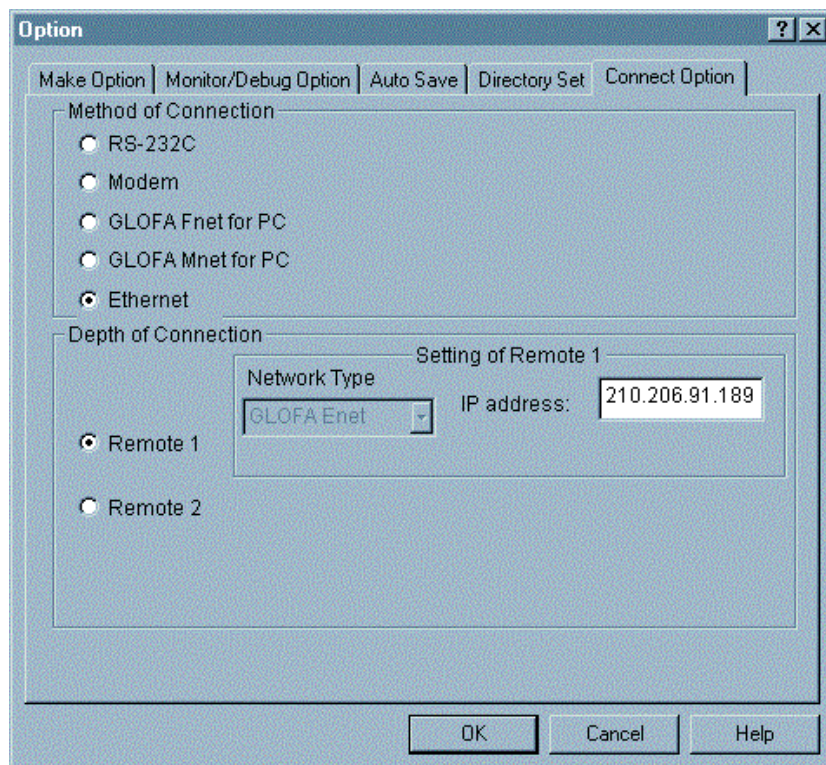 Option
Make Option Monitor/Debug Option Auto Save Directory Set Connect Option
Method of Connection
RS-232C
Modem
GLOFA Fnet for PC
GLOFA Mnet for PC
Ethernet
Depth of Connection
Setting of Remote 1
Network Type
IP address: 210.206.91.189
GLOFA Enet
Remote 1
Remote 2
OK Cancel Help